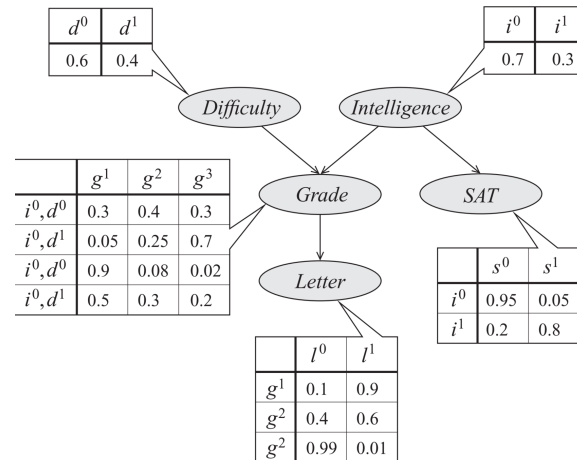 d⁰ d¹
0.6 0.4
i⁰ i¹
0.7 0.3
Difficulty
Intelligence
g¹ g² g³
i⁰, d⁰ 0.3 0.4 0.3
i⁰, d¹ 0.05 0.25 0.7
i⁰, d⁰ 0.9 0.08 0.02
i⁰, d¹ 0.5 0.3 0.2
Grade
SAT
Letter
s⁰ s¹
i⁰ 0.95 0.05
i¹ 0.2 0.8
l⁰ l¹
g¹ 0.1 0.9
g² 0.4 0.6
g² 0.99 0.01